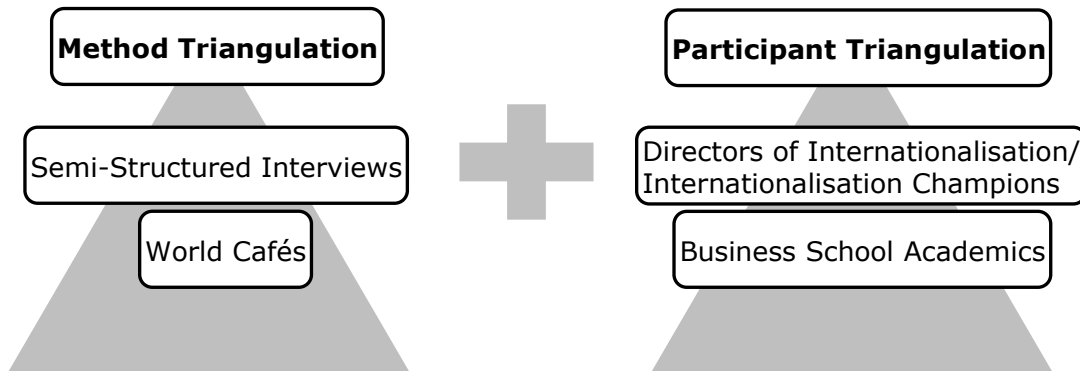 Method Triangulation
Semi-Structured Interviews
World Cafés
Participant Triangulation
Directors of Internationalisation/
Internationalisation Champions
Business School Academics